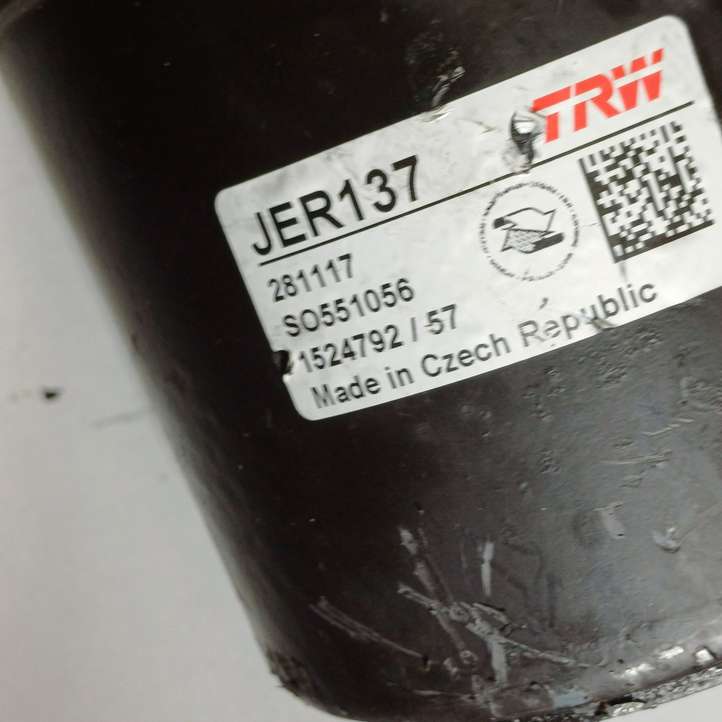 TRW
JER137
281117
SO551056
1524792 / 57
Made in Czech Republic